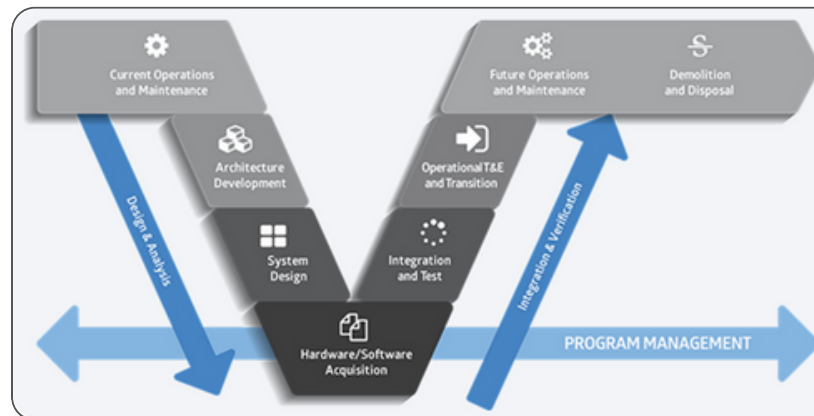 Current Operations
and Maintenance
Future Operations
and Maintenance
Demolition
and Disposal
Architecture
Development
OperationalT&E
and Transition
Design & Analysis
System
Design
Integration
and Test
Integration & Verification
Hardware/Software
Acquisition
PROGRAM MANAGEMENT